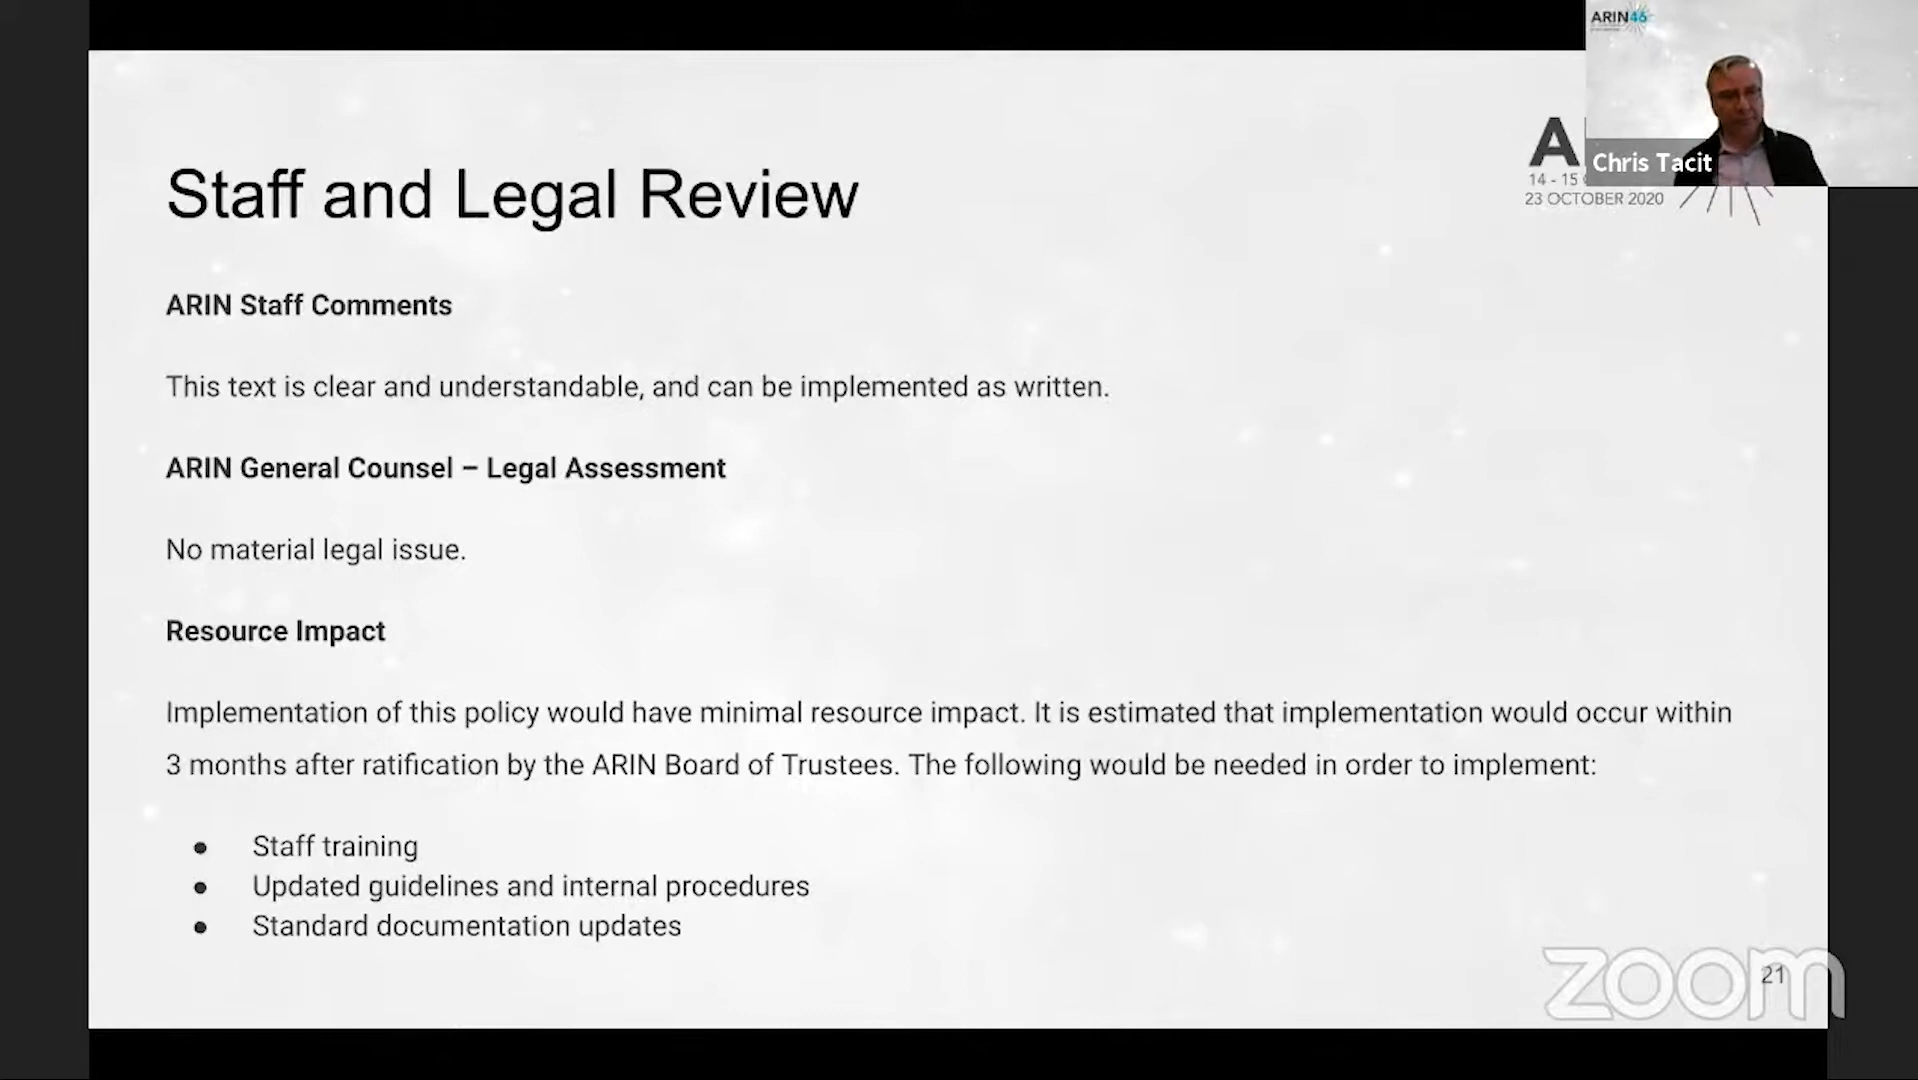 ARIN46
Chris Tacit
A
14 - 15
23 OCTOBER 2020
Staff and Legal Review
ARIN Staff Comments
This text is clear and understandable, and can be implemented as written.
ARIN General Counsel – Legal Assessment
No material legal issue.
Resource Impact
Implementation of this policy would have minimal resource impact. It is estimated that implementation would occur within
3 months after ratification by the ARIN Board of Trustees. The following would be needed in order to implement:
● Staff training
● Updated guidelines and internal procedures
● Standard documentation updates
21
zoom